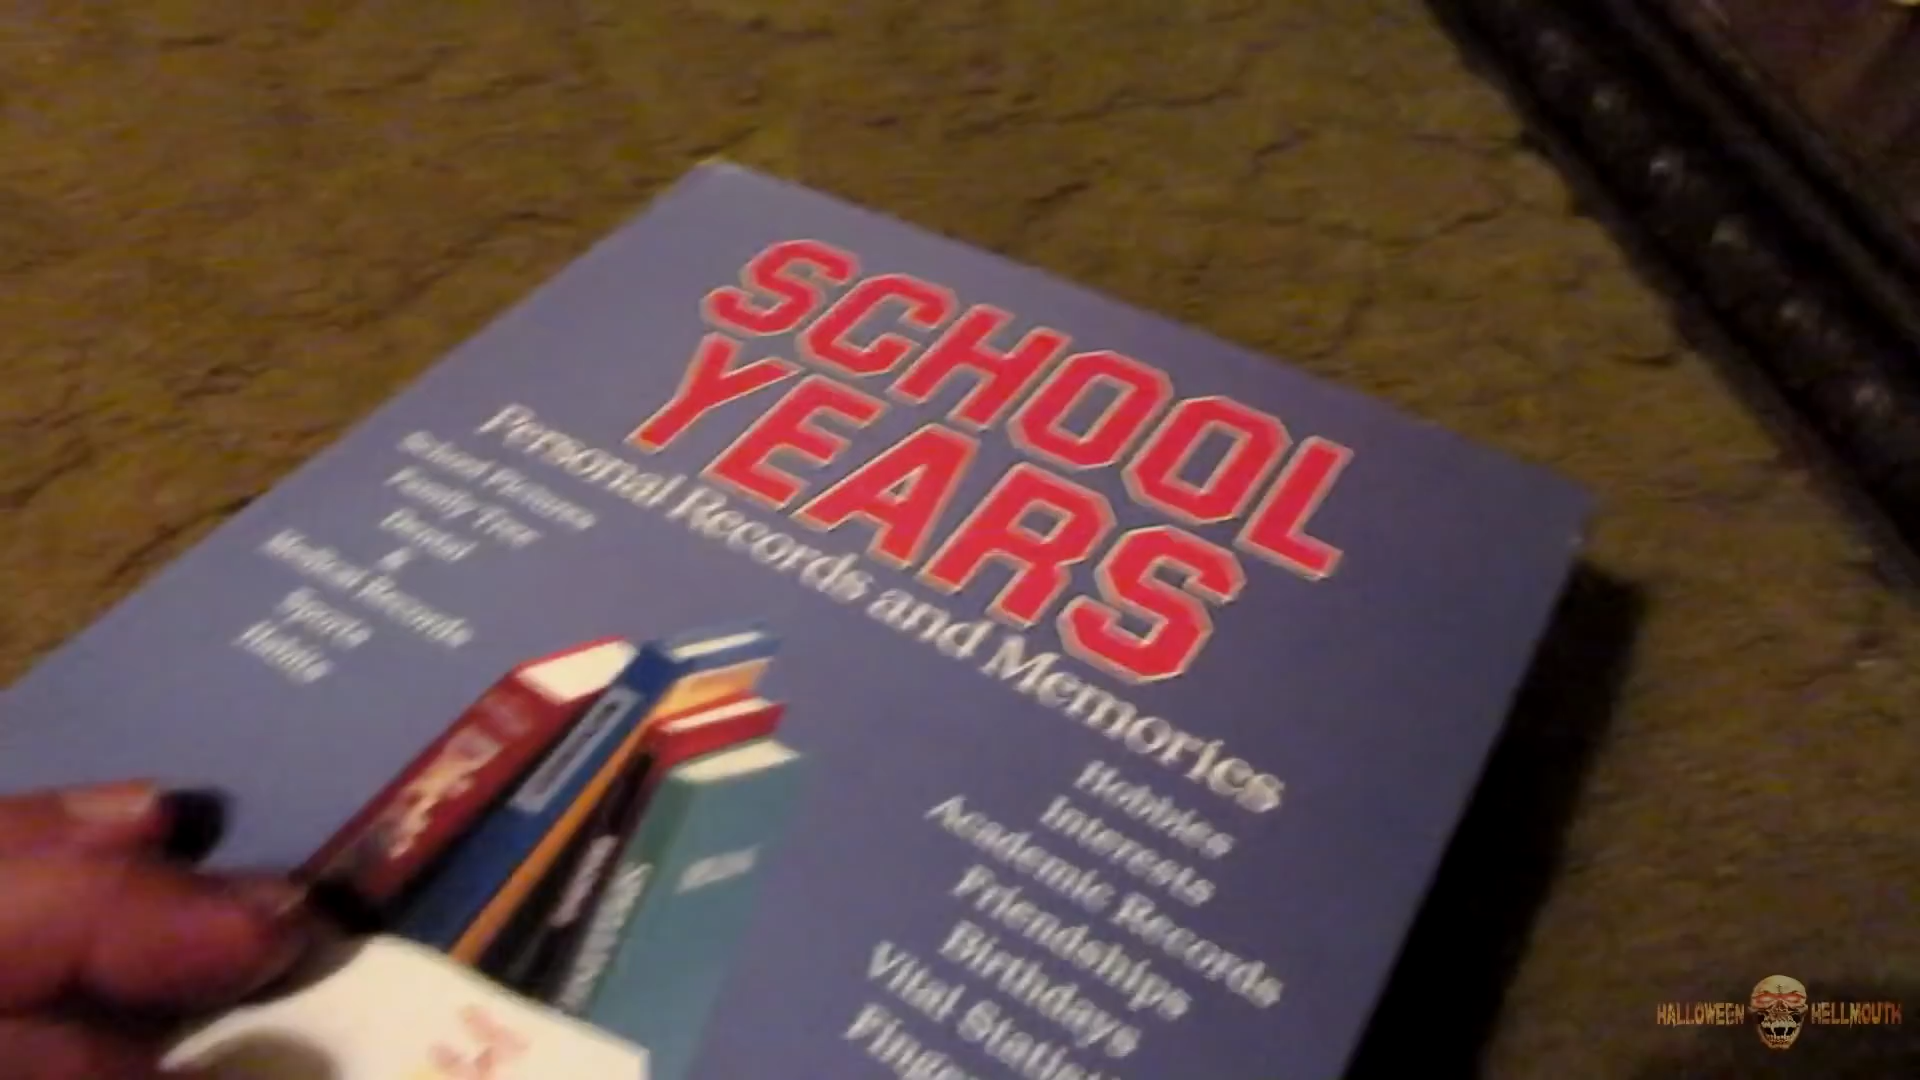 SCHOOL
YEARS
Personal Records and Memories
School Pictures
Family Tree
Dental
&
Medical Records
Sports
Habits
Hobbies
Interests
Academic Records
Friendships
Birthdays
Vital
HALLOWEEN HELLMOUTH